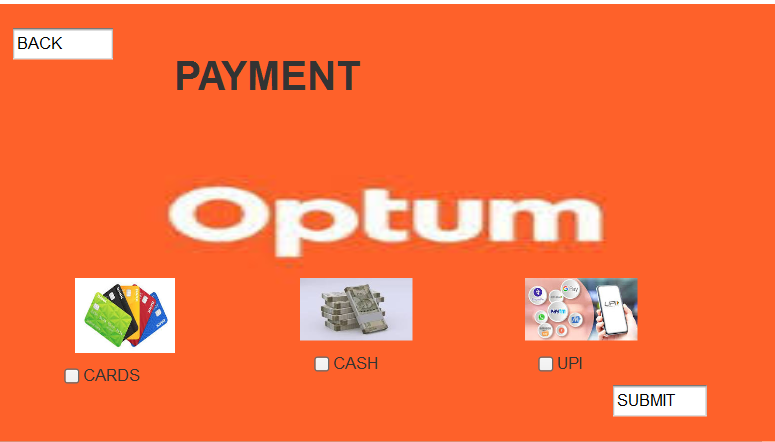 BACK
PAYMENT
Optum
CARDS
CASH
UPI
SUBMIT